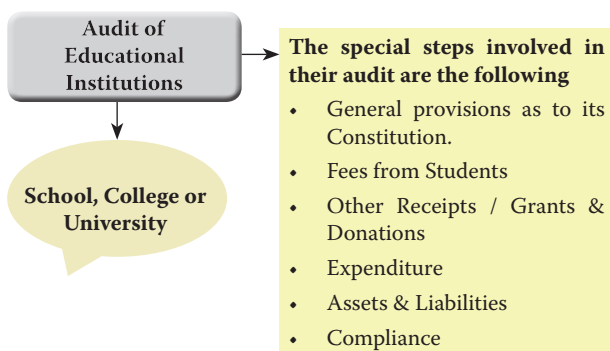 Audit of
Educational
Institutions
School, College or
University
The special steps involved in
their audit are the following
• General provisions as to its
Constitution.
• Fees from Students
• Other Receipts / Grants &
Donations
• Expenditure
• Assets & Liabilities
• Compliance